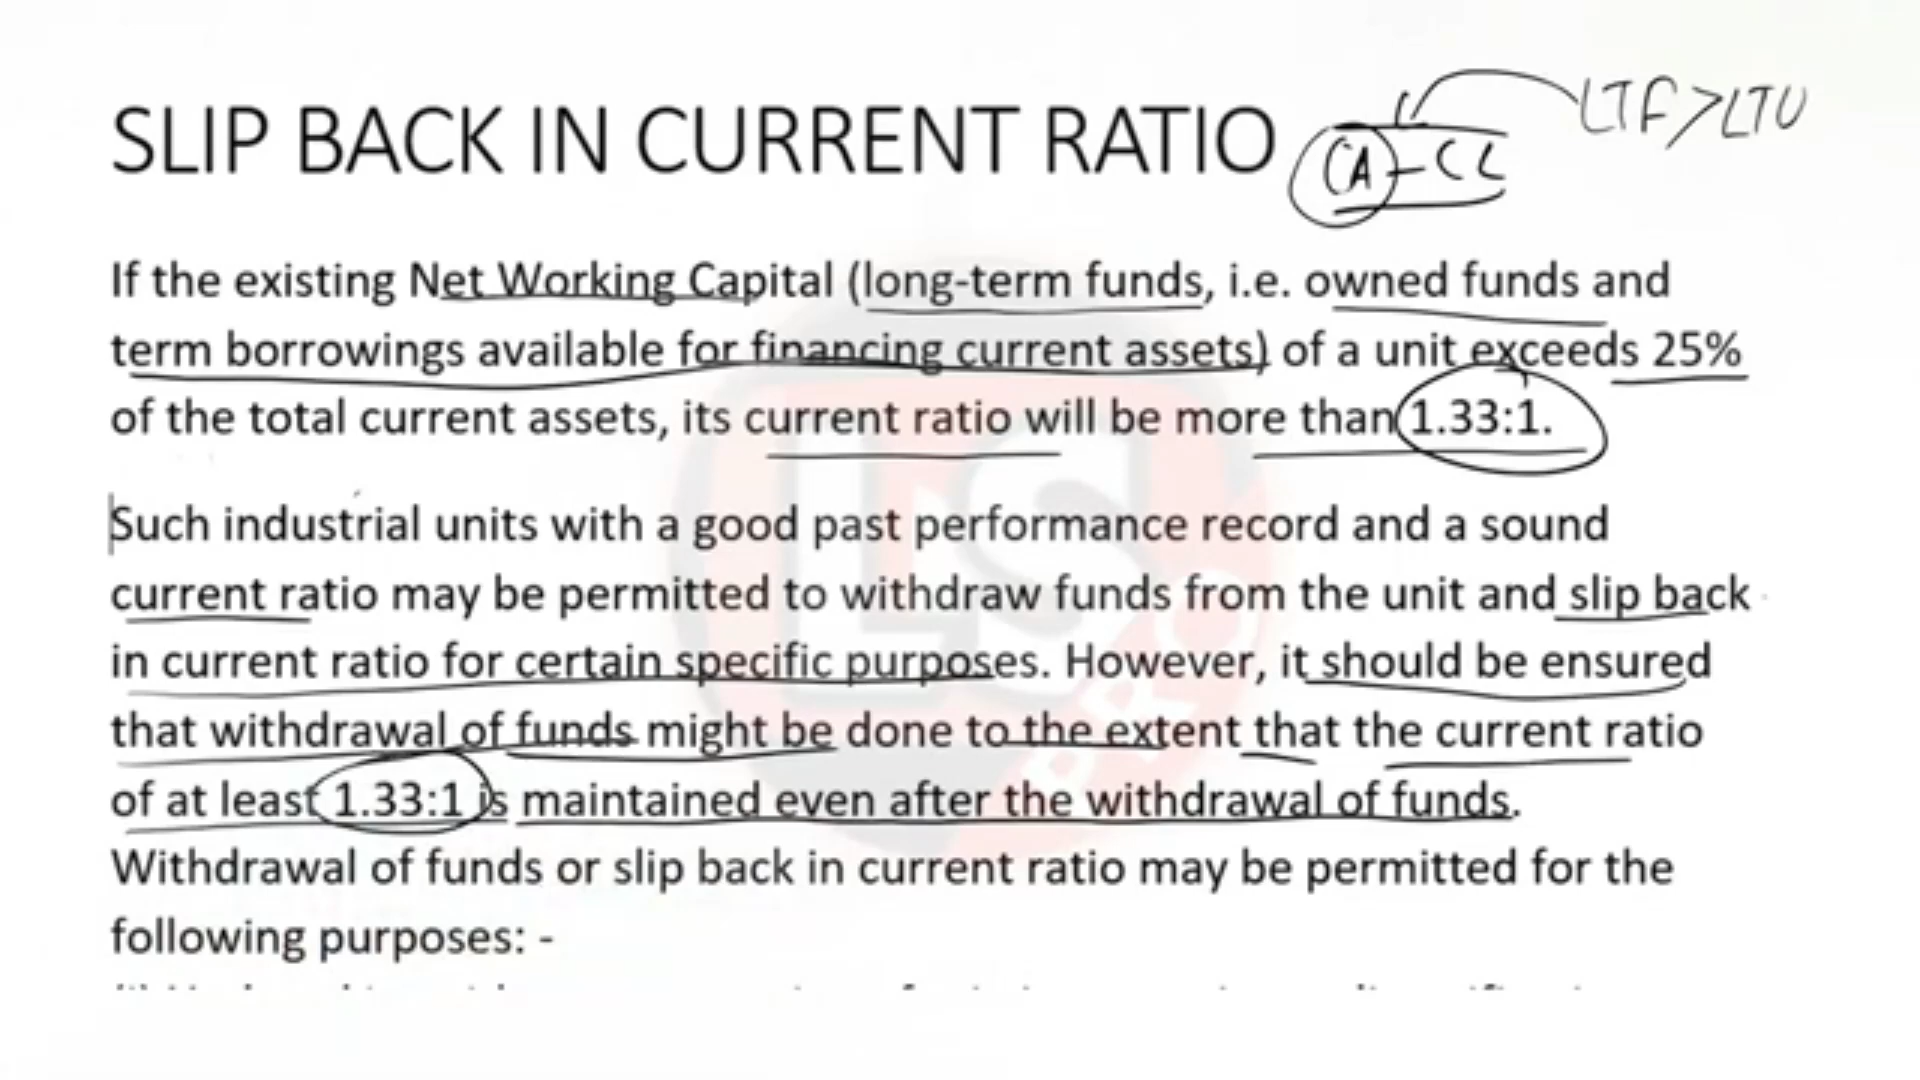 SLIP BACK IN CURRENT RATIO
CA-CL
LTF>LTU
If the existing Net Working Capital (long-term funds, i.e. owned funds and
term borrowings available for financing current assets) of a unit exceeds 25%
of the total current assets, its current ratio will be more than 1.33:1.
Such industrial units with a good past performance record and a sound
current ratio may be permitted to withdraw funds from the unit and slip back
in current ratio for certain specific purposes. However, it should be ensured
that withdrawal of funds might be done to the extent that the current ratio
of at least 1.33:1 is maintained even after the withdrawal of funds.
Withdrawal of funds or slip back in current ratio may be permitted for the
following purposes: -
LS
PRO